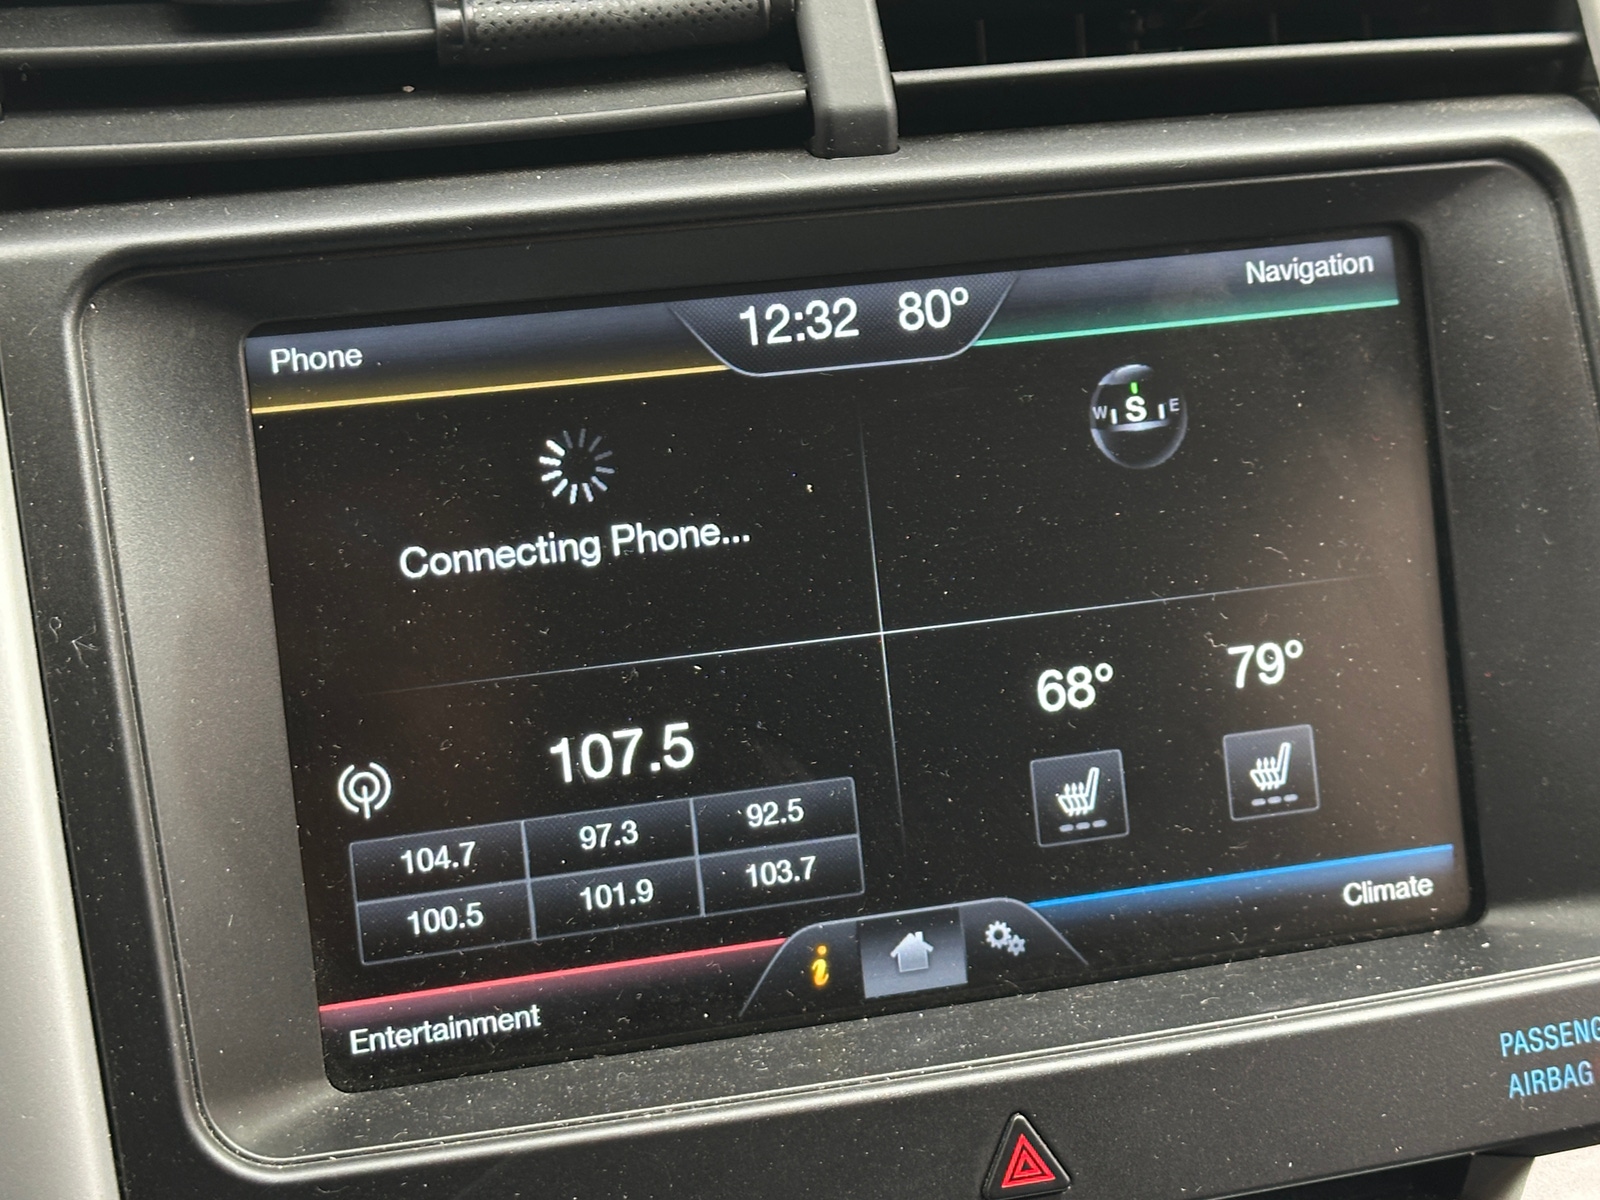 Phone
12:32 80°
Navigation
W S E
Connecting Phone...
107.5
104.7 97.3 92.5
100.5 101.9 103.7
68° 79°
Entertainment
i
Climate
AIRBAG